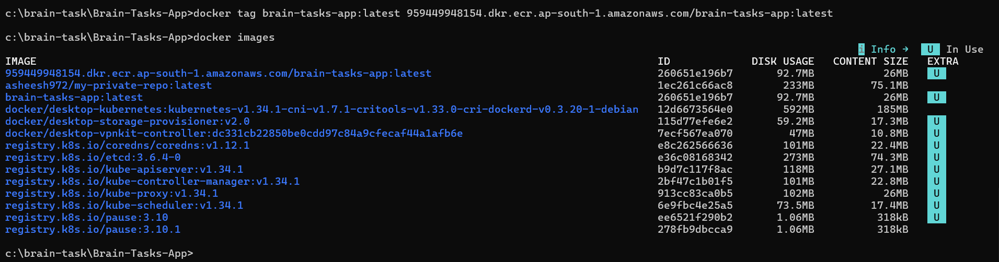 c:\brain-task\Brain-Tasks-App>docker tag brain-tasks-app:latest 959449948154.dkr.ecr.ap-south-1.amazonaws.com/brain-tasks-app:latest
c:\brain-task\Brain-Tasks-App>docker images
i Info → U In Use
IMAGE ID DISK USAGE CONTENT SIZE EXTRA
959449948154.dkr.ecr.ap-south-1.amazonaws.com/brain-tasks-app:latest 260651e196b7 92.7MB 26MB U
asheesh972/my-private-repo:latest 1ec261c66ac8 233MB 75.1MB
brain-tasks-app:latest 260651e196b7 92.7MB 26MB U
docker/desktop-kubernetes:kubernetes-v1.34.1-cni-v1.7.1-critools-v1.33.0-cri-dockerd-v0.3.20-1-debian 12d6673564e0 592MB 185MB
docker/desktop-storage-provisioner:v2.0 115d77efe6e2 59.2MB 17.3MB U
docker/desktop-vpnkit-controller:dc331cb22850be0cdd97c84a9cfecaf44a1afb6e 7ecf567ea070 47MB 10.8MB U
registry.k8s.io/coredns/coredns:v1.12.1 e8c262566636 101MB 22.4MB U
registry.k8s.io/etcd:3.6.4-0 e36c08168342 273MB 74.3MB U
registry.k8s.io/kube-apiserver:v1.34.1 b9d7c117f8ac 118MB 27.1MB U
registry.k8s.io/kube-controller-manager:v1.34.1 2bf47c1b01f5 101MB 22.8MB U
registry.k8s.io/kube-proxy:v1.34.1 913cc83ca0b5 102MB 26MB U
registry.k8s.io/kube-scheduler:v1.34.1 6e9fbc4e25a5 73.5MB 17.4MB U
registry.k8s.io/pause:3.10 ee6521f290b2 1.06MB 318kB U
registry.k8s.io/pause:3.10.1 278fb9dbcca9 1.06MB 318kB
c:\brain-task\Brain-Tasks-App>